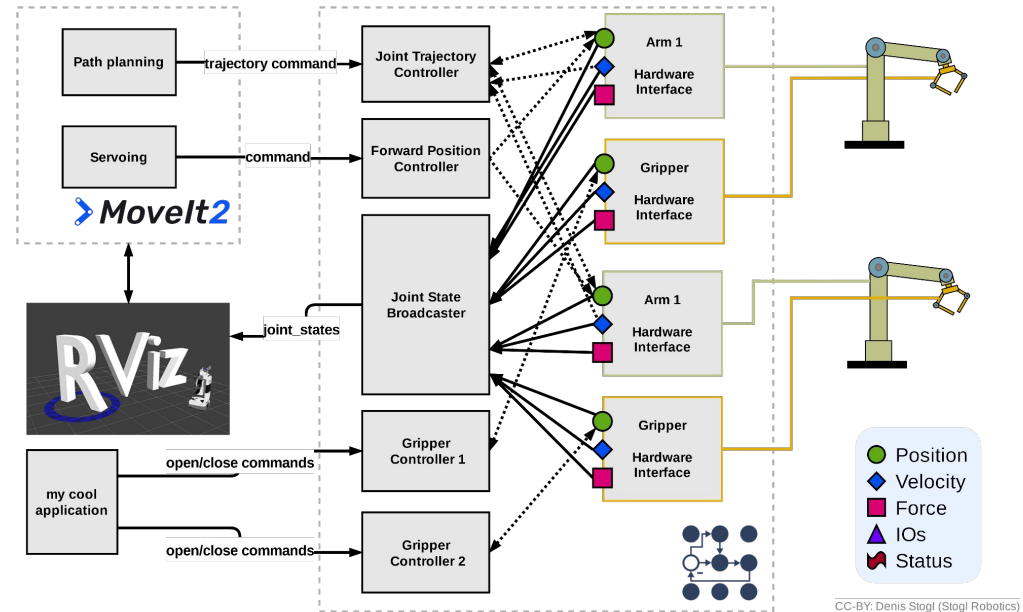 Path planning
trajectory command
Joint Trajectory
Controller
Arm 1
Hardware
Interface
Servoing
command
Forward Position
Controller
MoveIt2
Gripper
Hardware
Interface
Joint State
Broadcaster
joint_states
RViz
Arm 1
Hardware
Interface
my cool
application
open/close commands
open/close commands
Gripper
Controller 1
Gripper
Controller 2
Gripper
Hardware
Interface
Position
Velocity
Force
IOs
Status
CC-BY: Denis Stogl (Stogl Robotics)